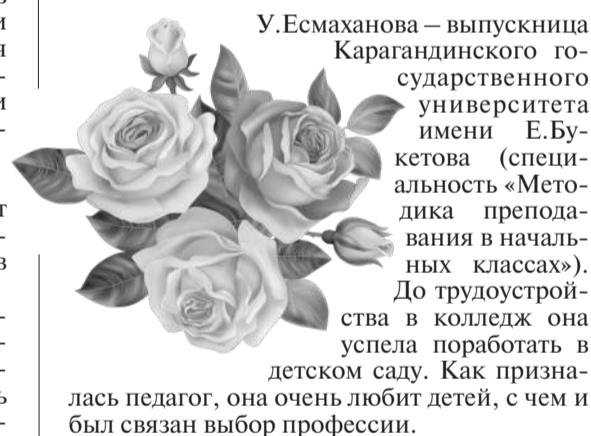 У.Есмаханова – выпускница
Карагандинского го-
сударственного
университета
имени Е.Бу-
кетова (специ-
альность «Мето-
дика препода-
вания в началь-
ных классах»).
До трудоустрой-
ства в колледж она
успела поработать в
детском саду. Как призна-
лась педагог, она очень любит детей, с чем и
был связан выбор профессии.